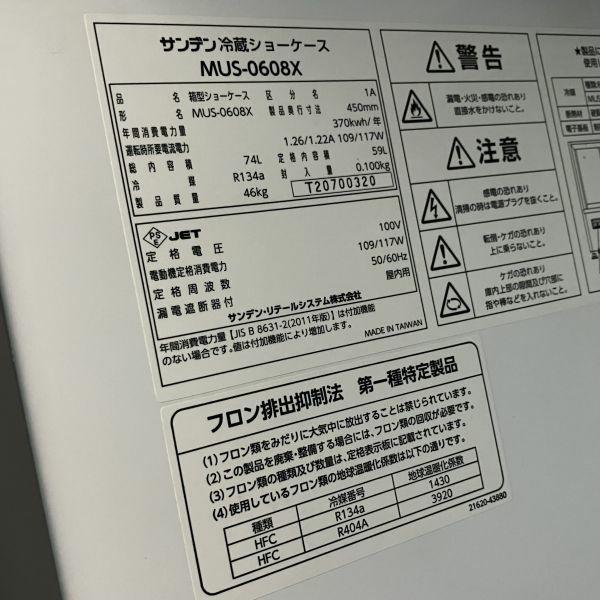 サンデン冷蔵ショーケース
MUS-0608X
品名 箱型ショーケース 区分名 1A
形名 MUS-0608X 製品奥行寸法 450mm
年間消費電力量 370kwh/年
運転時所要電流電力 1.26/1.22A 109/117W
総内容積 74L 定格内容積 59L
冷媒 R134a 封入量 0.100kg
製品質量 46kg T20700320
PSE JET
定格電圧 100V
電動機定格消費電力 109/117W
定格周波数 50/60Hz
漏電遮断器付 屋内用
サンデン・リテールシステム株式会社
年間消費電力量【JIS B 8631-2(2011年版)】は付加機能
のない場合です。値は付加機能により増加します。
MADE IN TAIWAN
警告
漏電・火災・感電の恐れあり
直接水をかけないこと。
注意
感電の恐れあり
清掃の時は電源プラグを抜くこと。
転倒・ケガの恐れあり
上に乗らないこと。
ケガの恐れあり
庫内上部の隙間及び穴部に
指や棒などを入れないこと。
冷媒
断熱材
電子基板
フロン排出抑制法 第一種特定製品
(1)フロン類をみだりに大気中に放出することは禁じられています。
(2)この製品を廃棄・整備する場合には、フロン類の回収が必要です。
(3)フロン類の種類及び数量は、定格表示板に記載されています。
(4)使用しているフロン類の地球温暖化係数は以下の通りです。
種類 冷媒番号 地球温暖化係数
HFC R134a 1430
HFC R404A 3920
21620-43880